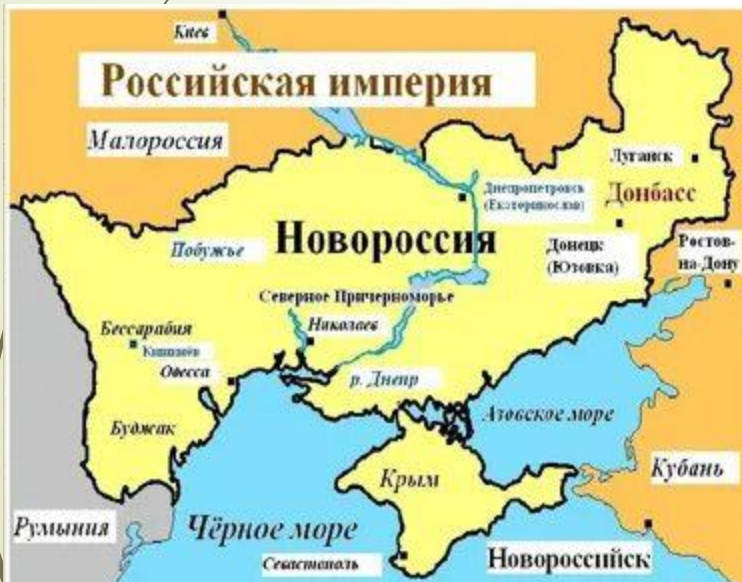 Киев
Российская империя
Малороссия
Луганск
Днепропетровск
(Екатеринослав)
Донбасс
Побужье
Новороссия
Донецк
(Юзовка)
Ростов-
на-Дону
Северное Причерноморье
Бессарабия
Кишинёв
Николаев
Одесса
р. Днепр
Азовское море
Буджак
Крым
Кубань
Румыния
Чёрное море
Севастополь
Новороссийск